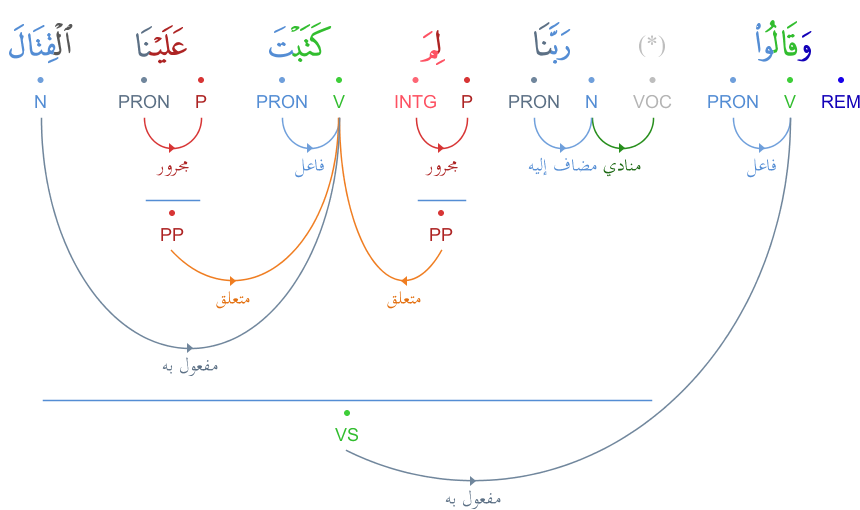 وَقَالُوا۟ (*) رَبَّنَا لِمَ كَتَبْتَ عَلَيْنَا ٱلْقِتَالَ
REM V PRON VOC N PRON P INTG V PRON P PRON N
فاعل منادي مضاف إليه مجرور فاعل مجرور
PP PP
متعلق متعلق
مفعول به
VS
مفعول به